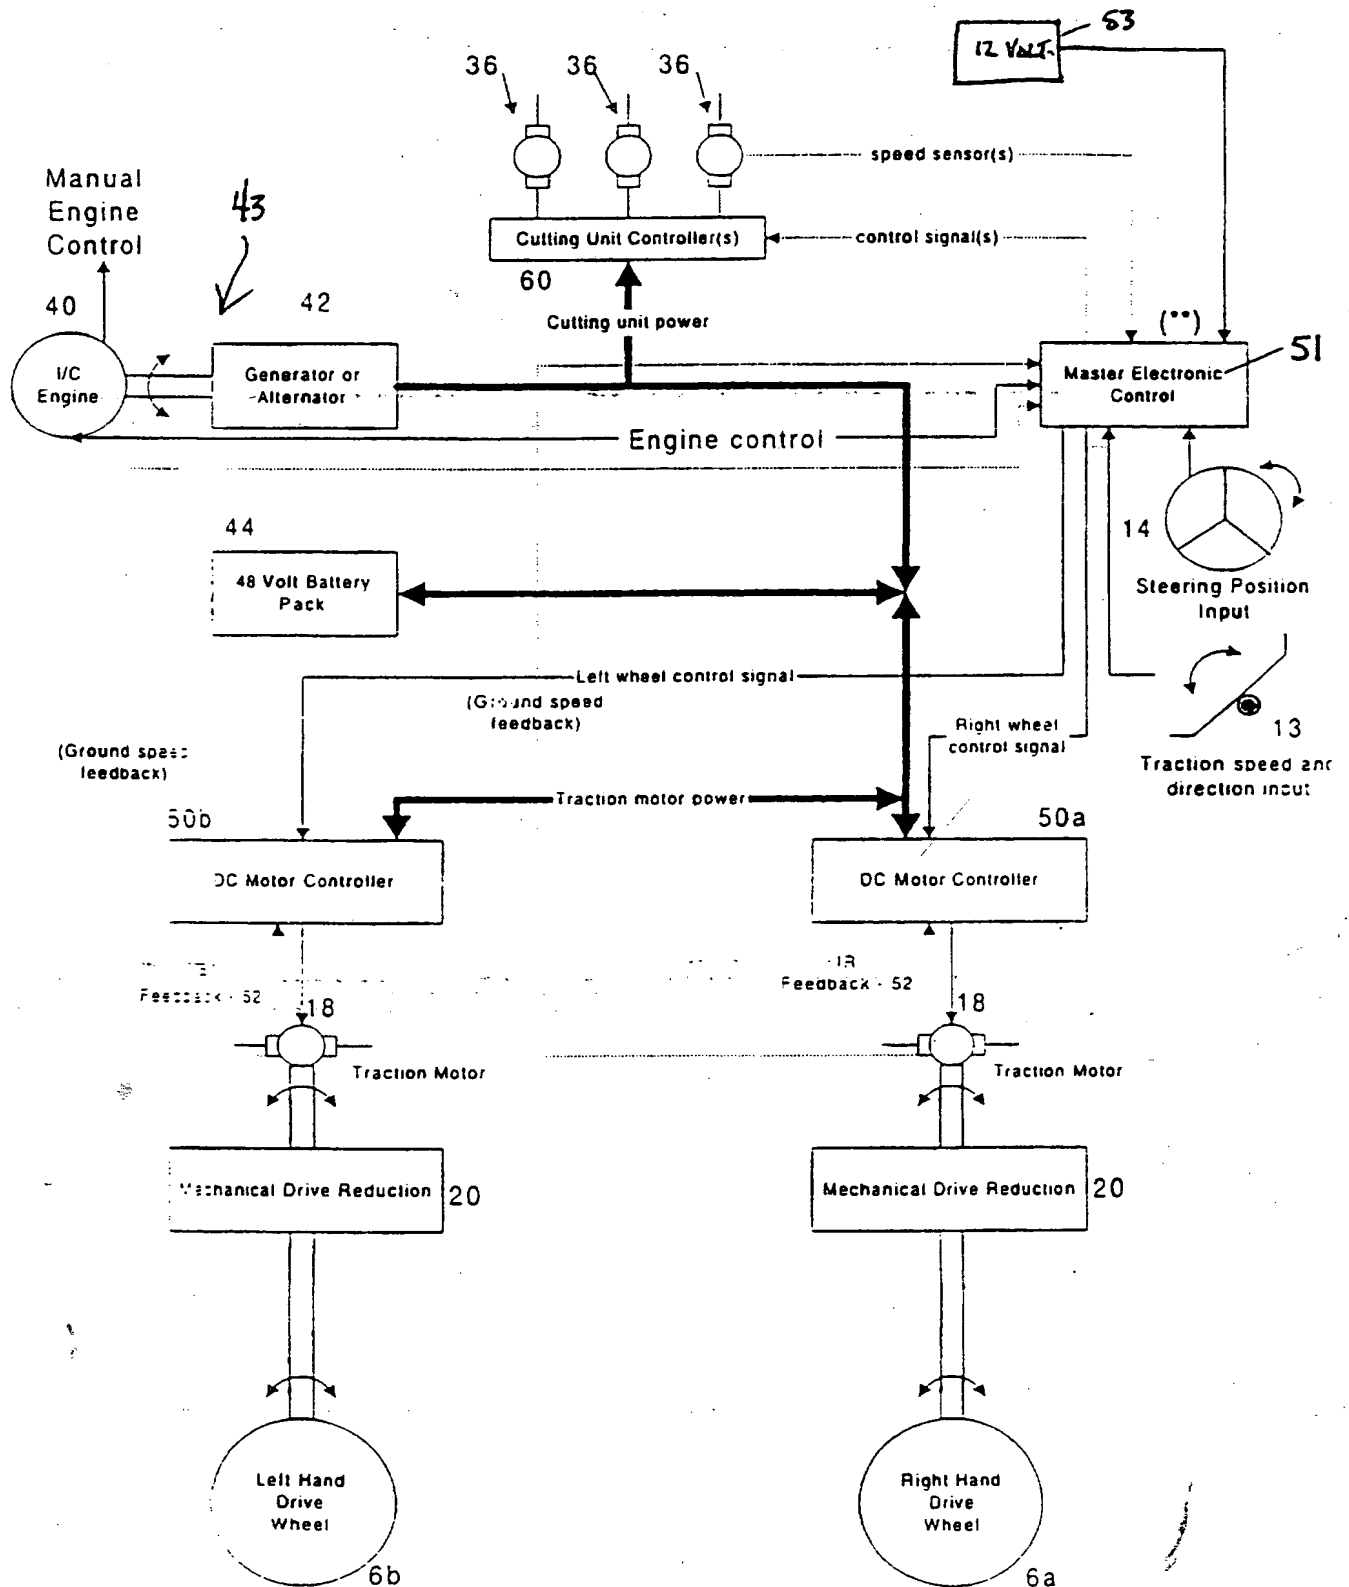 53
12 VOLT
36
36
36
speed sensor(s)
Manual
Engine
Control
43
Cutting Unit Controller(s)
control signal(s)
60
40
42
Cutting unit power
(**)
51
I/C
Engine
Generator or
Alternator
Master Electronic
Control
Engine control
44
14
48 Volt Battery
Pack
Steering Position
Input
Left wheel control signal
(Ground speed
feedback)
Right wheel
control signal
13
(Ground speed
feedback)
Traction speed and
direction input
Traction motor power
50b
50a
DC Motor Controller
DC Motor Controller
Feedback - 52
IR
Feedback - 52
18
18
Traction Motor
Traction Motor
Mechanical Drive Reduction
20
Mechanical Drive Reduction
20
Left Hand
Drive
Wheel
Right Hand
Drive
Wheel
6b
6a